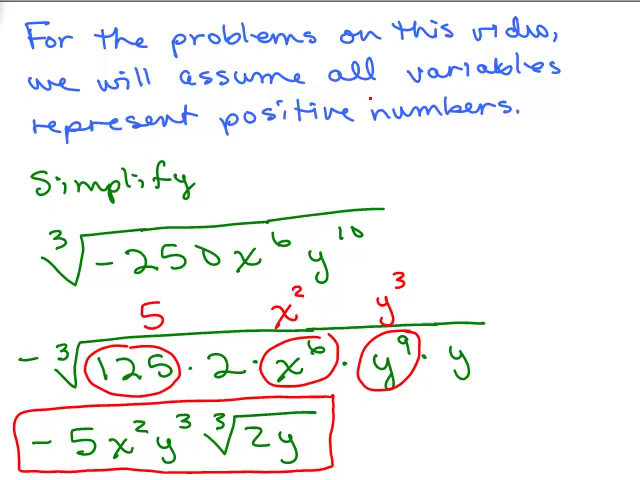 For the problems on this video,
we will assume all variables
represent positive numbers.
Simplify
∛(-250x⁶y¹⁰)
5 x² y³
-∛(125 · 2 · x⁶ · y⁹ · y)
-5x²y³ ∛(2y)